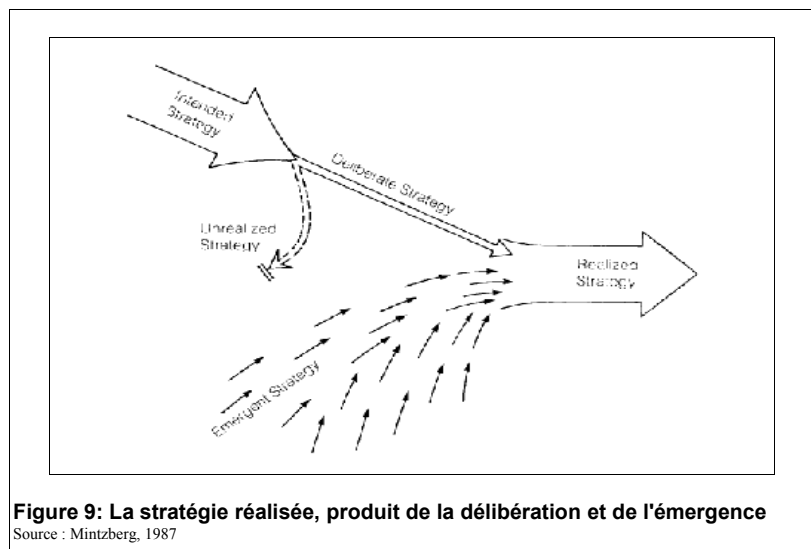 Intended
Strategy
Deliberate Strategy
Unrealized
Strategy
Realized
Strategy
Emergent Strategy
Figure 9: La stratégie réalisée, produit de la délibération et de l'émergence
Source : Mintzberg, 1987